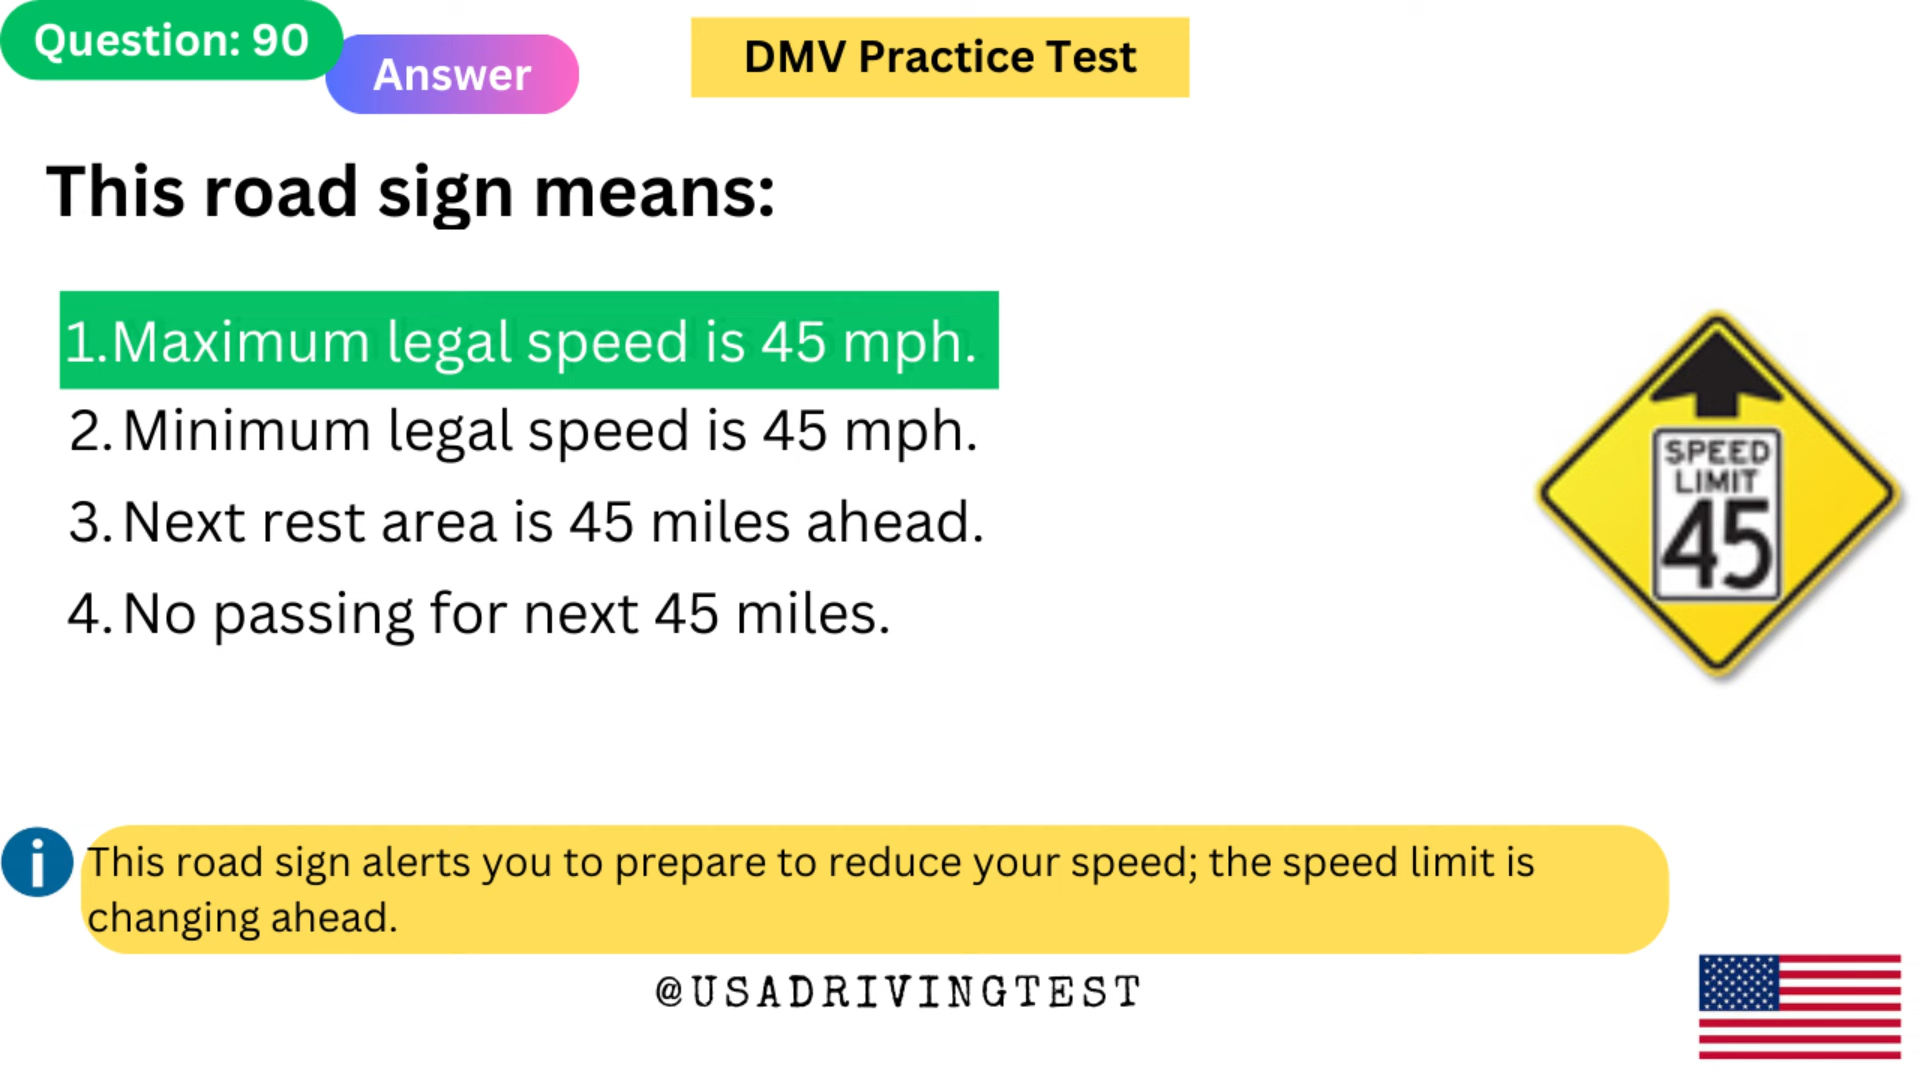 Question: 90
Answer
DMV Practice Test
This road sign means:
1.Maximum legal speed is 45 mph.
2. Minimum legal speed is 45 mph.
3. Next rest area is 45 miles ahead.
4. No passing for next 45 miles.
SPEED
LIMIT
45
i
This road sign alerts you to prepare to reduce your speed; the speed limit is
changing ahead.
@USADRIVINGTEST